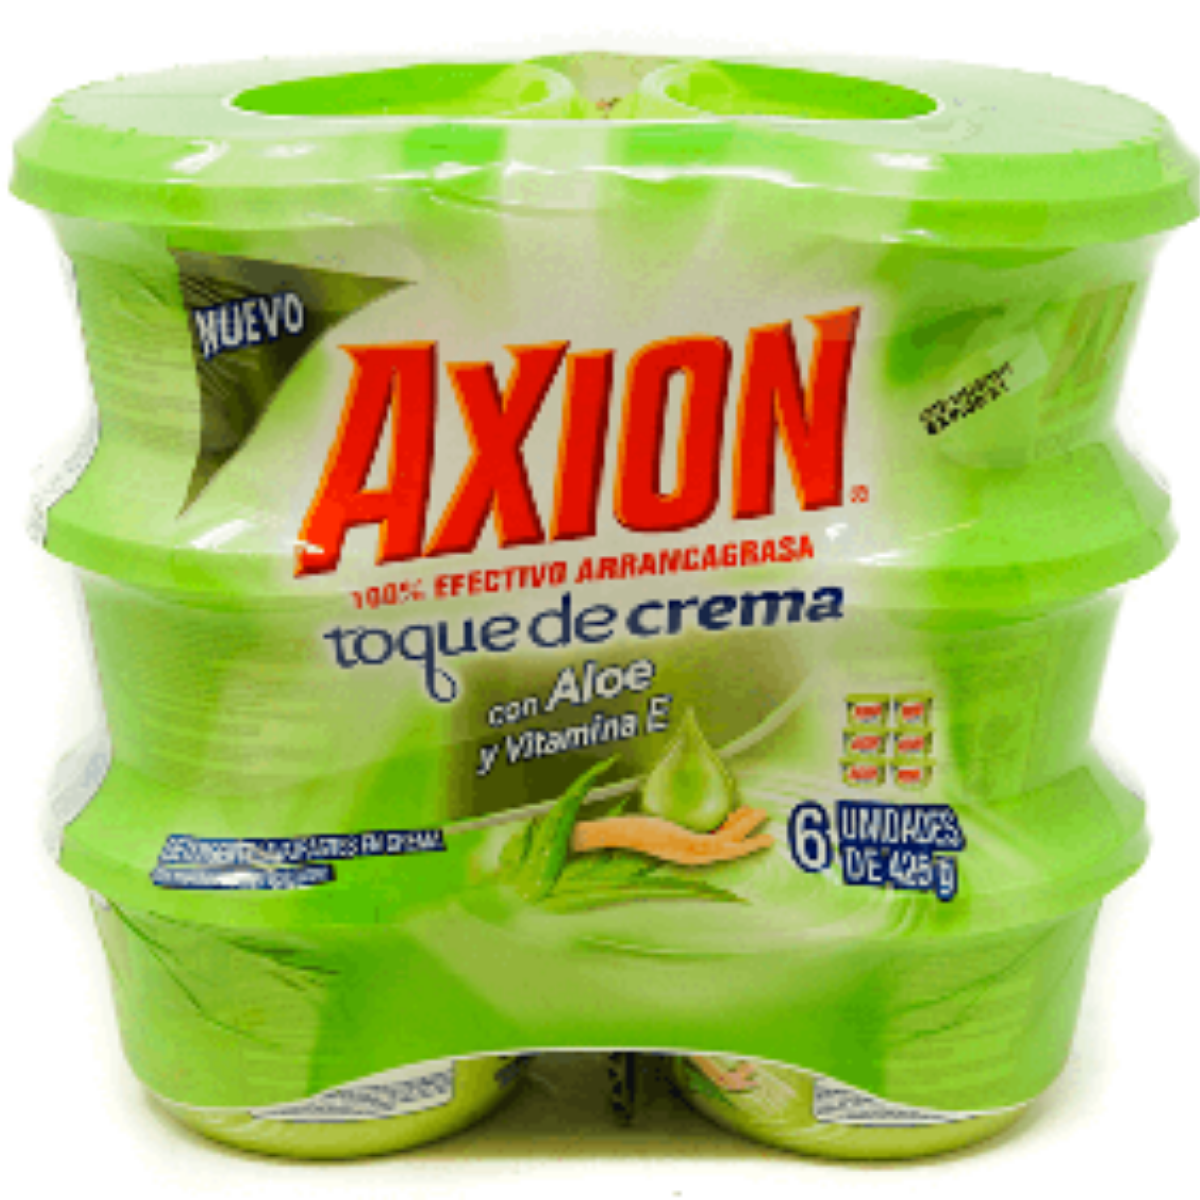 NUEVO
AXION®
100% EFECTIVO ARRANCAGRASA
toque de crema
con Aloe
y Vitamina E
6 UNIDADES
DE 425 g